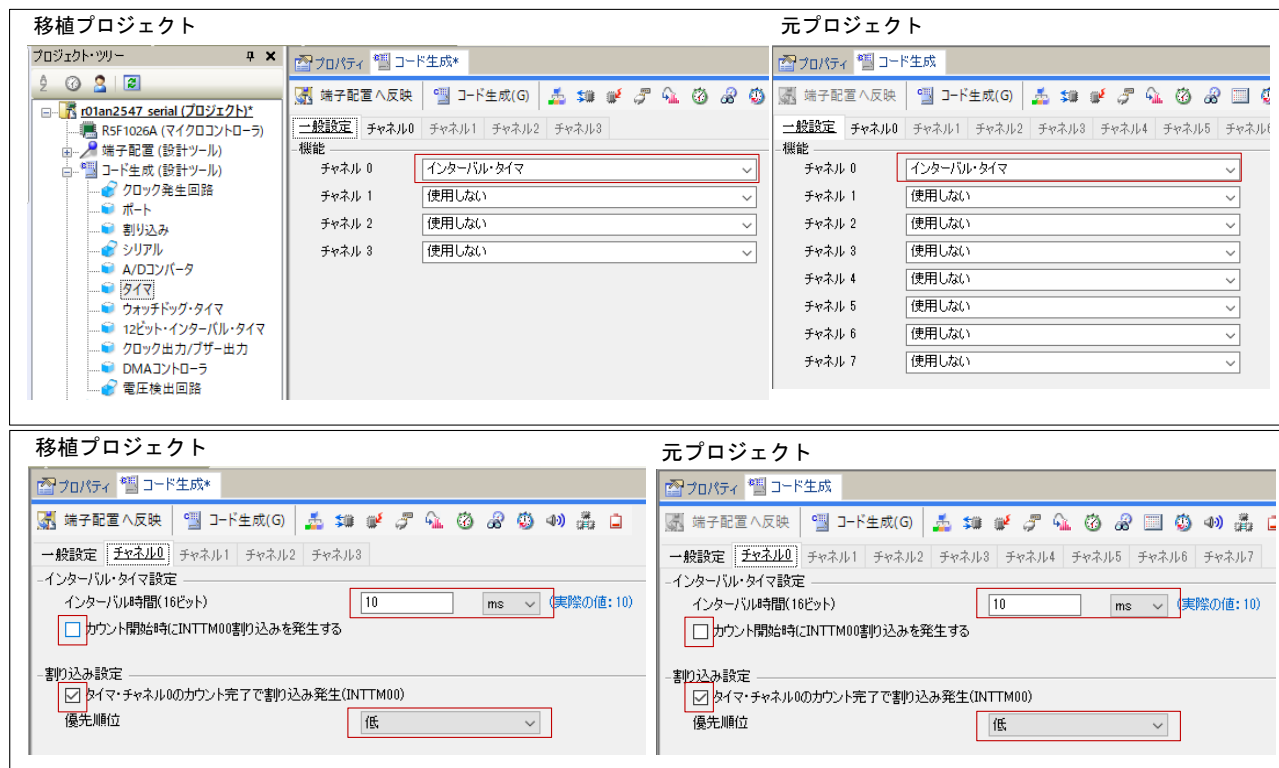 移植プロジェクト
プロジェクト・ツリー
r01an2547_serial (プロジェクト)*
R5F1026A (マイクロコントローラ)
端子配置 (設計ツール)
コード生成 (設計ツール)
クロック発生回路
ポート
割り込み
シリアル
A/Dコンバータ
タイマ
ウォッチドッグ・タイマ
12ビット・インターバル・タイマ
クロック出力/ブザー出力
DMAコントローラ
電圧検出回路
プロパティ コード生成*
端子配置へ反映 コード生成(G)
一般設定 チャネル0 チャネル1 チャネル2 チャネル3
機能
チャネル 0 インターバル・タイマ
チャネル 1 使用しない
チャネル 2 使用しない
チャネル 3 使用しない
元プロジェクト
プロパティ コード生成
端子配置へ反映 コード生成(G)
一般設定 チャネル0 チャネル1 チャネル2 チャネル3 チャネル4 チャネル5 チャネル6
機能
チャネル 0 インターバル・タイマ
チャネル 1 使用しない
チャネル 2 使用しない
チャネル 3 使用しない
チャネル 4 使用しない
チャネル 5 使用しない
チャネル 6 使用しない
チャネル 7 使用しない
移植プロジェクト
プロパティ コード生成*
端子配置へ反映 コード生成(G)
一般設定 チャネル0 チャネル1 チャネル2 チャネル3
インターバル・タイマ設定
インターバル時間(16ビット) 10 ms (実際の値: 10)
カウント開始時にINTTM00割り込みを発生する
割り込み設定
タイマ・チャネル0のカウント完了で割り込み発生(INTTM00)
優先順位 低
元プロジェクト
プロパティ コード生成
端子配置へ反映 コード生成(G)
一般設定 チャネル0 チャネル1 チャネル2 チャネル3 チャネル4 チャネル5 チャネル6 チャネル7
インターバル・タイマ設定
インターバル時間(16ビット) 10 ms (実際の値: 10)
カウント開始時にINTTM00割り込みを発生する
割り込み設定
タイマ・チャネル0のカウント完了で割り込み発生(INTTM00)
優先順位 低